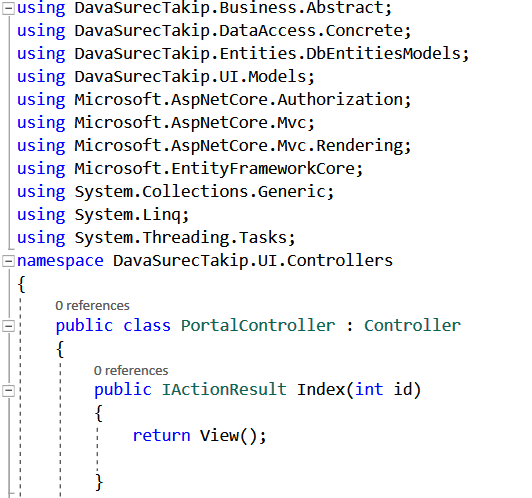 using DavaSurecTakip.Business.Abstract;
using DavaSurecTakip.DataAccess.Concrete;
using DavaSurecTakip.Entities.DbEntitiesModels;
using DavaSurecTakip.UI.Models;
using Microsoft.AspNetCore.Authorization;
using Microsoft.AspNetCore.Mvc;
using Microsoft.AspNetCore.Mvc.Rendering;
using Microsoft.EntityFrameworkCore;
using System.Collections.Generic;
using System.Linq;
using System.Threading.Tasks;
namespace DavaSurecTakip.UI.Controllers
{
0 references
public class PortalController : Controller
{
0 references
public IActionResult Index(int id)
{
return View();
}